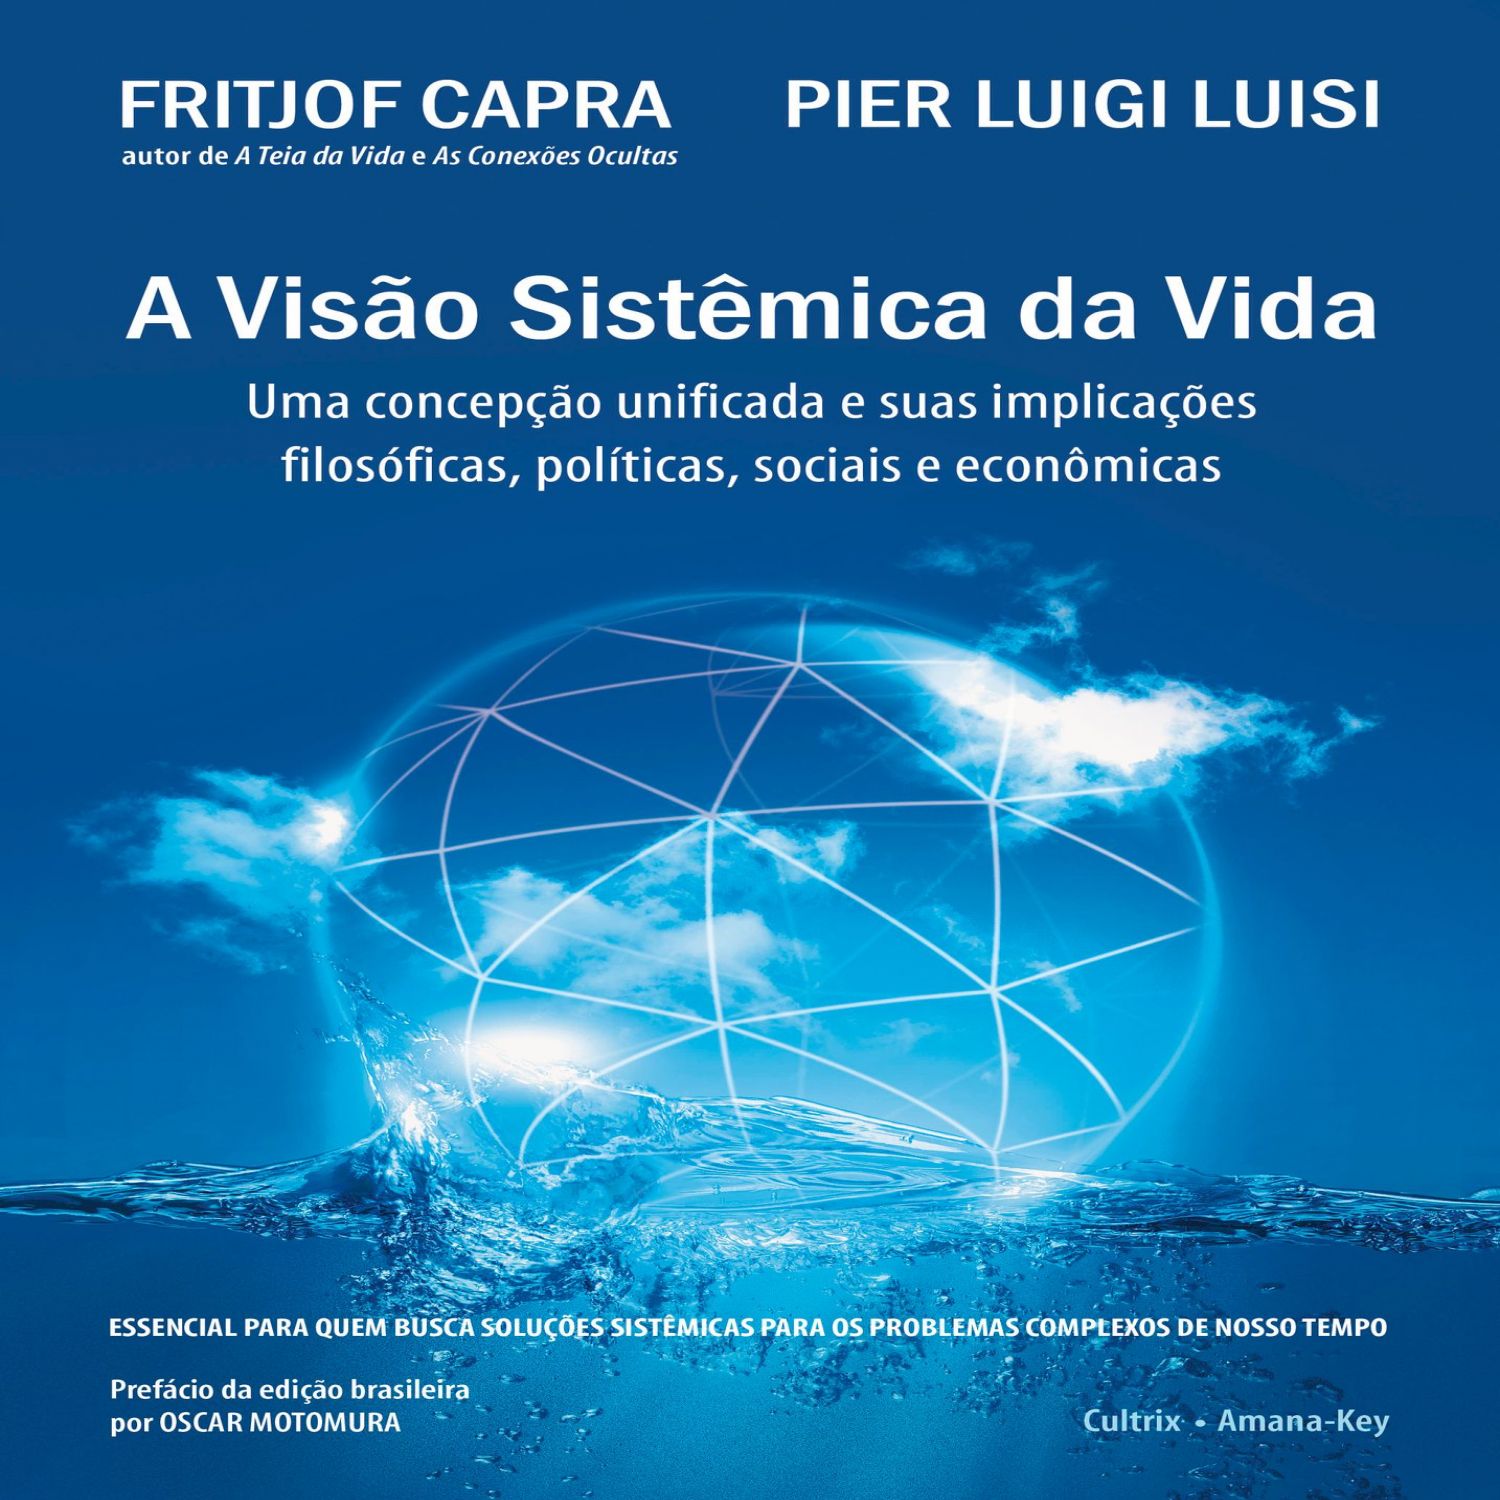 FRITJOF CAPRA
autor de A Teia da Vida e As Conexões Ocultas
PIER LUIGI LUISI
A Visão Sistêmica da Vida
Uma concepção unificada e suas implicações
filosóficas, políticas, sociais e econômicas
ESSENCIAL PARA QUEM BUSCA SOLUÇÕES SISTÊMICAS PARA OS PROBLEMAS COMPLEXOS DE NOSSO TEMPO
Prefácio da edição brasileira
por OSCAR MOTOMURA
Cultrix • Amana-Key